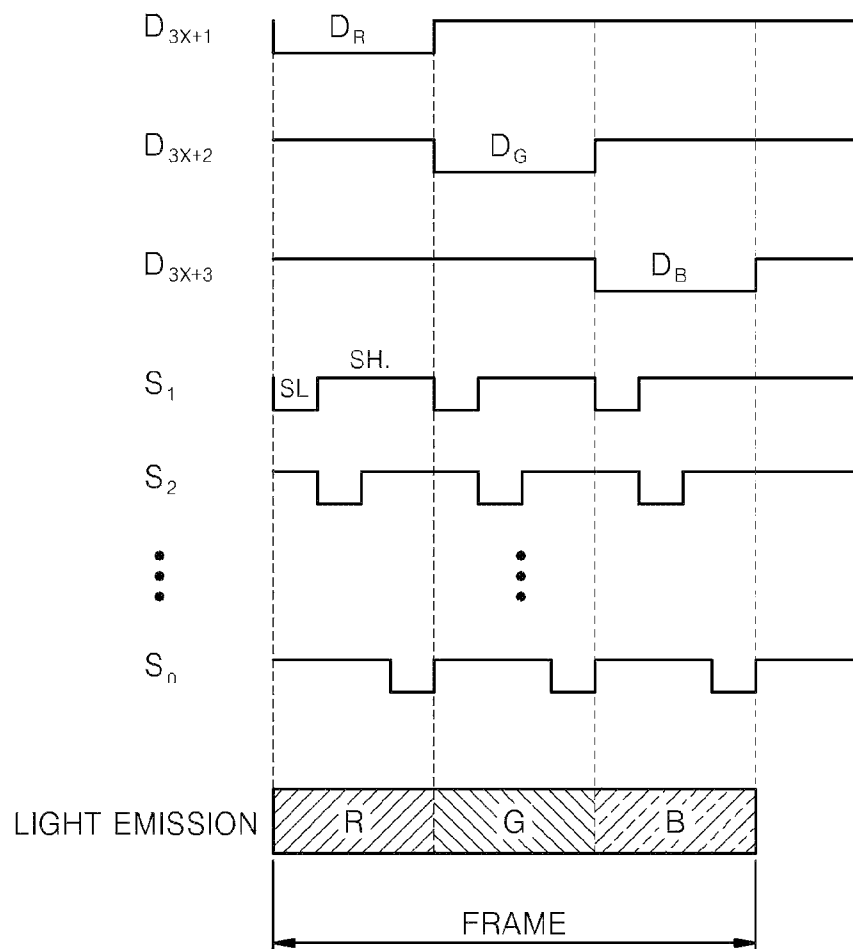 D3X+1 DR
D3X+2 DG
D3X+3 DB
SH.
S1 SL
S2
Sn
LIGHT EMISSION R G B
FRAME